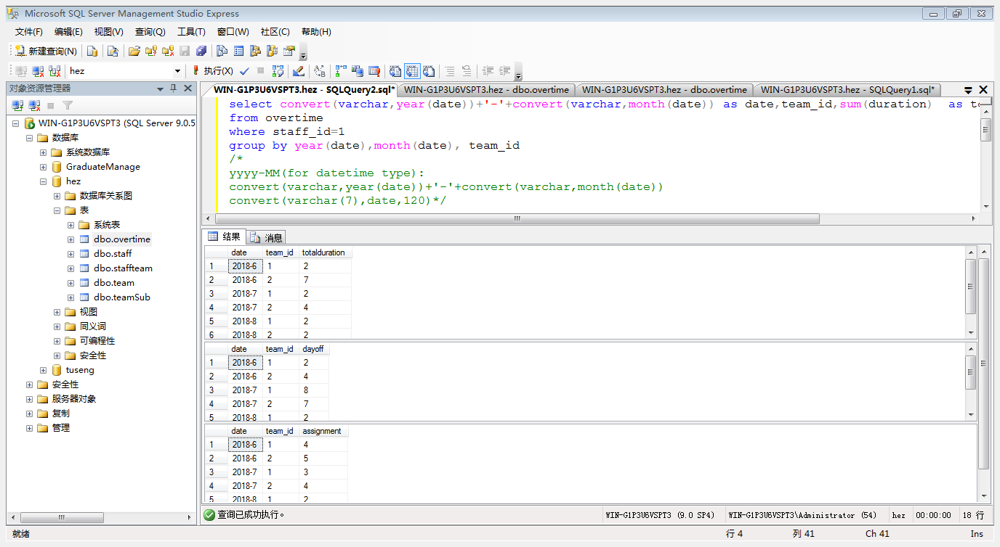 Microsoft SQL Server Management Studio Express
文件(F) 编辑(E) 视图(V) 查询(Q) 工具(T) 窗口(W) 社区(C) 帮助(H)
新建查询(N)
hez 执行(X)
对象资源管理器
WIN-G1P3U6VSPT3 (SQL Server 9.0.5
数据库
系统数据库
GraduateManage
hez
数据库关系图
表
系统表
dbo.overtime
dbo.staff
dbo.staffteam
dbo.team
dbo.teamSub
视图
同义词
可编程性
安全性
tuseng
安全性
服务器对象
复制
管理
WIN-G1P3U6VSPT3.hez - SQLQuery2.sql* WIN-G1P3U6VSPT3.hez - dbo.overtime WIN-G1P3U6VSPT3.hez - dbo.overtime WIN-G1P3U6VSPT3.hez - SQLQuery1.sql*
select convert(varchar,year(date))+'-'+convert(varchar,month(date)) as date,team_id,sum(duration) as to
from overtime
where staff_id=1
group by year(date),month(date), team_id
/*
yyyy-MM(for datetime type):
convert(varchar,year(date))+'-'+convert(varchar,month(date))
convert(varchar(7),date,120)*/
结果 消息
date team_id totalduration
1 2018-6 1 2
2 2018-6 2 7
3 2018-7 1 2
4 2018-7 2 4
5 2018-8 1 2
6 2018-8 2 2
date team_id dayoff
1 2018-6 1 2
2 2018-6 2 4
3 2018-7 1 8
4 2018-7 2 7
5 2018-8 1 2
date team_id assignment
1 2018-6 1 4
2 2018-6 2 5
3 2018-7 1 3
4 2018-7 2 4
5 2018-8 1 2
查询已成功执行。 WIN-G1P3U6VSPT3 (9.0 SP4) WIN-G1P3U6VSPT3\Administrator (54) hez 00:00:00 18 行
就绪 行 4 列 41 Ch 41 Ins